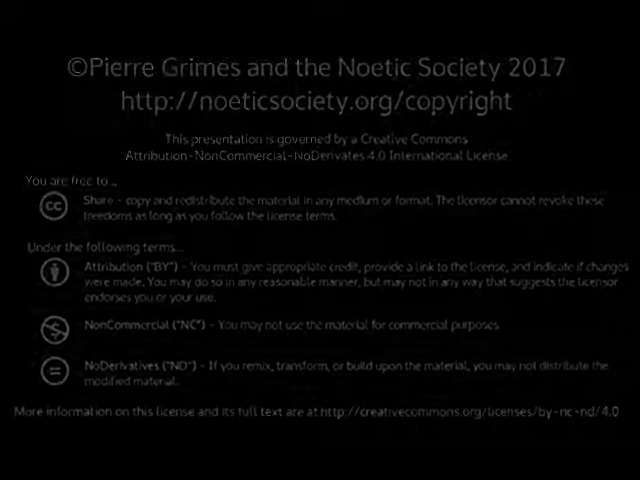 ©Pierre Grimes and the Noetic Society 2017
http://noeticsociety.org/copyright
This presentation is governed by a Creative Commons
Attribution-NonCommercial-NoDerivates 4.0 International License
You are free to...
Share - copy and redistribute the material in any medium or format. The licensor cannot revoke these
freedoms as long as you follow the license terms.
Under the following terms...
Attribution ("BY") - You must give appropriate credit, provide a link to the license, and indicate if changes
were made. You may do so in any reasonable manner, but may not in any way that suggests the licensor
endorses you or your use.
NonCommercial ("NC") - You may not use the material for commercial purposes
NoDerivatives ("ND") - If you remix, transform, or build upon the material, you may not distribute the
modified material.
More information on this license and its full text are at http://creativecommons.org/licenses/by-nc-nd/4.0